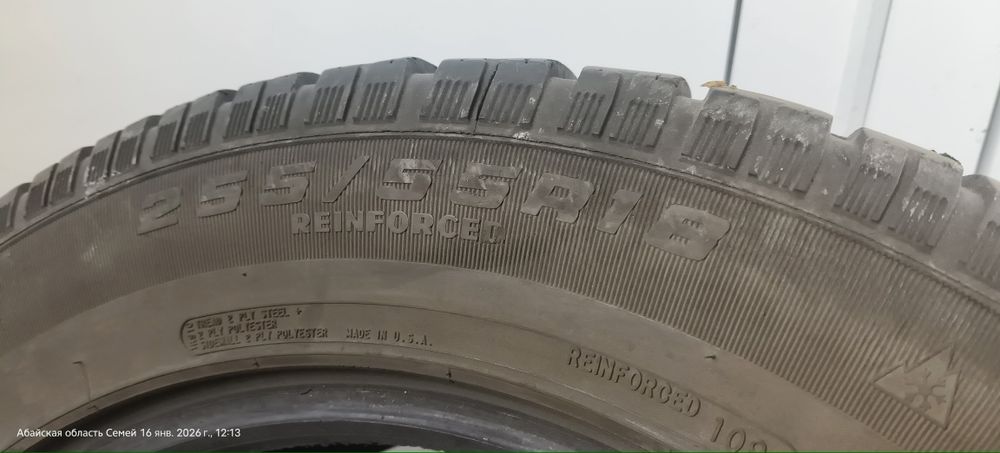 255/55R18
REINFORCED
TREAD 2 PLY STEEL +
2 PLY POLYESTER
SIDEWALL 2 PLY POLYESTER
MADE IN U.S.A.
REINFORCED
109
Абайская область Семей 16 янв. 2026 г., 12:13